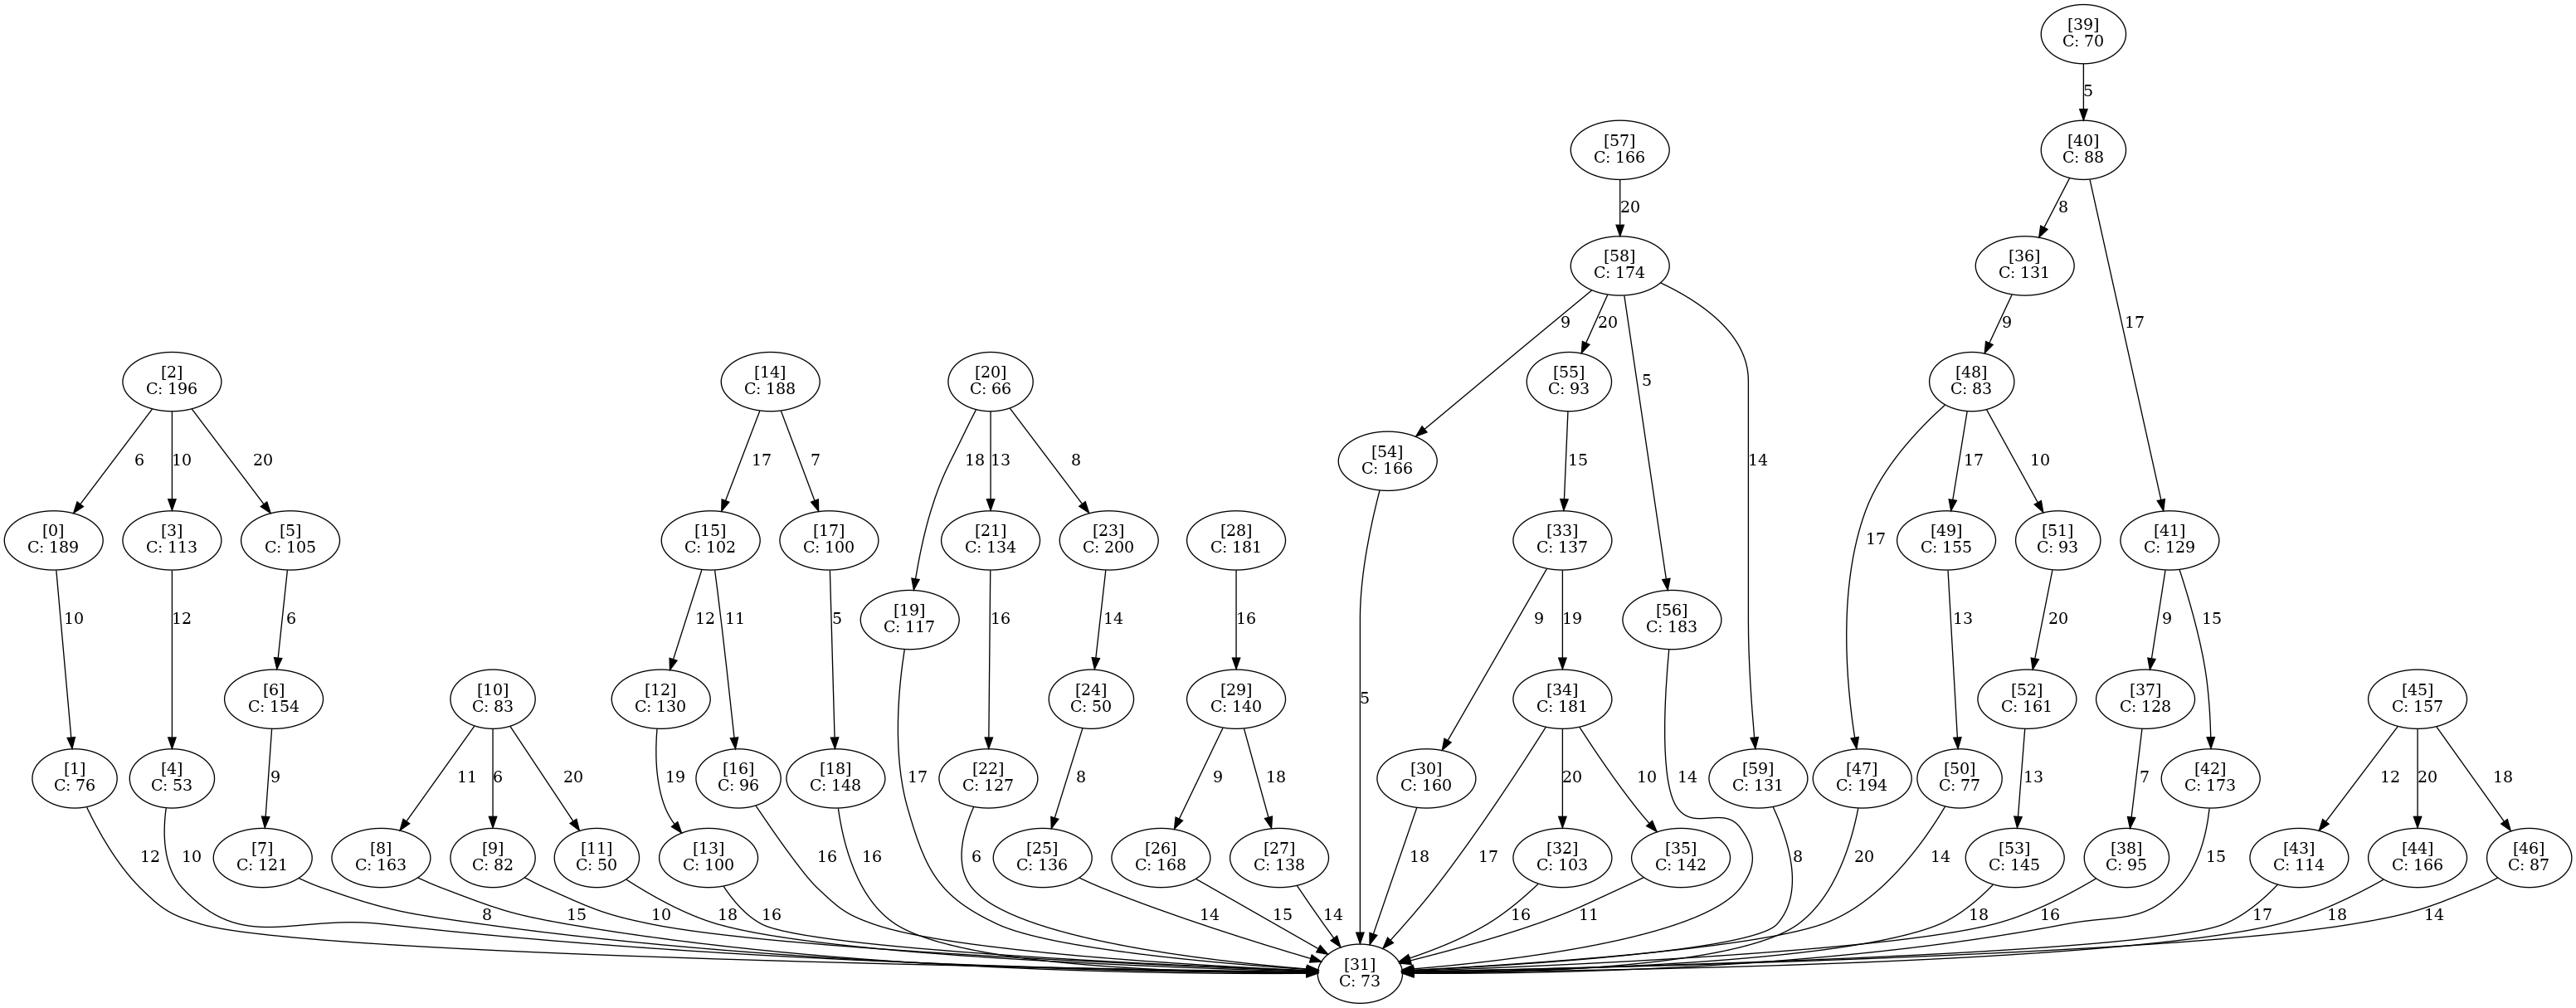 [39]
C: 70
5
[57]
C: 166
[40]
C: 88
20
8
[58]
C: 174
[36]
C: 131
9
20
5
14
9
17
[2]
C: 196
[14]
C: 188
[20]
C: 66
[55]
C: 93
[48]
C: 83
6
10
20
17
7
18
13
8
15
17
17
10
[54]
C: 166
[0]
C: 189
[3]
C: 113
[5]
C: 105
[15]
C: 102
[17]
C: 100
[21]
C: 134
[23]
C: 200
[28]
C: 181
[33]
C: 137
[49]
C: 155
[51]
C: 93
[41]
C: 129
10
12
6
12
11
5
[19]
C: 117
16
14
16
9
19
[56]
C: 183
13
20
9
15
[6]
C: 154
[10]
C: 83
[12]
C: 130
[24]
C: 50
[29]
C: 140
5
[34]
C: 181
[52]
C: 161
[37]
C: 128
[45]
C: 157
[1]
C: 76
[4]
C: 53
9
11
6
20
19
[16]
C: 96
[18]
C: 148
17
[22]
C: 127
8
9
18
[30]
C: 160
20
10
14
[59]
C: 131
[47]
C: 194
[50]
C: 77
13
7
[42]
C: 173
12
20
18
12
10
[7]
C: 121
[8]
C: 163
[9]
C: 82
[11]
C: 50
[13]
C: 100
16
16
6
[25]
C: 136
[26]
C: 168
[27]
C: 138
18
17
[32]
C: 103
[35]
C: 142
8
20
14
[53]
C: 145
[38]
C: 95
15
[43]
C: 114
[44]
C: 166
[46]
C: 87
8
15
10
18
16
14
15
14
16
11
18
16
17
18
14
[31]
C: 73